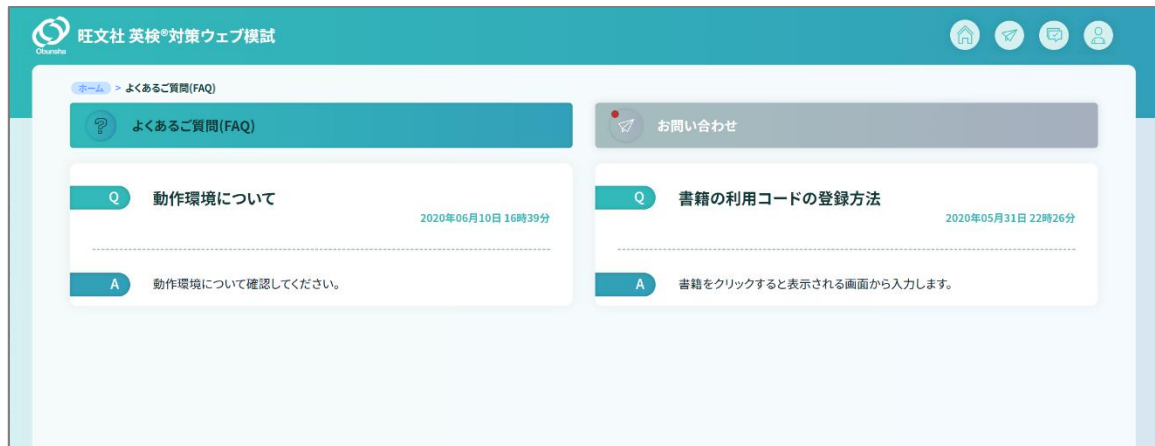 Obunsha
旺文社 英検®対策ウェブ模試
ホーム > よくあるご質問(FAQ)
よくあるご質問(FAQ)
お問い合わせ
Q 動作環境について
2020年06月10日 16時39分
A 動作環境について確認してください。
Q 書籍の利用コードの登録方法
2020年05月31日 22時26分
A 書籍をクリックすると表示される画面から入力します。